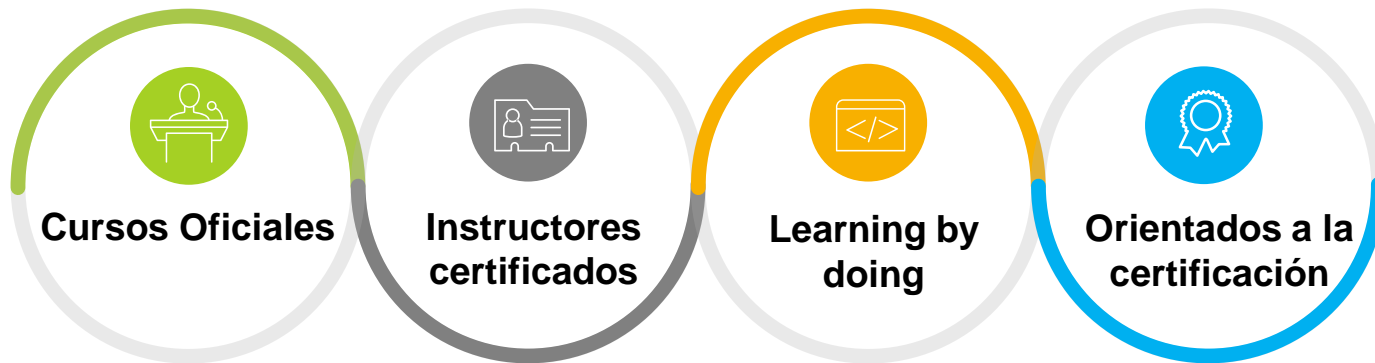 Cursos Oficiales
Instructores
certificados
</>
Learning by
doing
Orientados a la
certificación